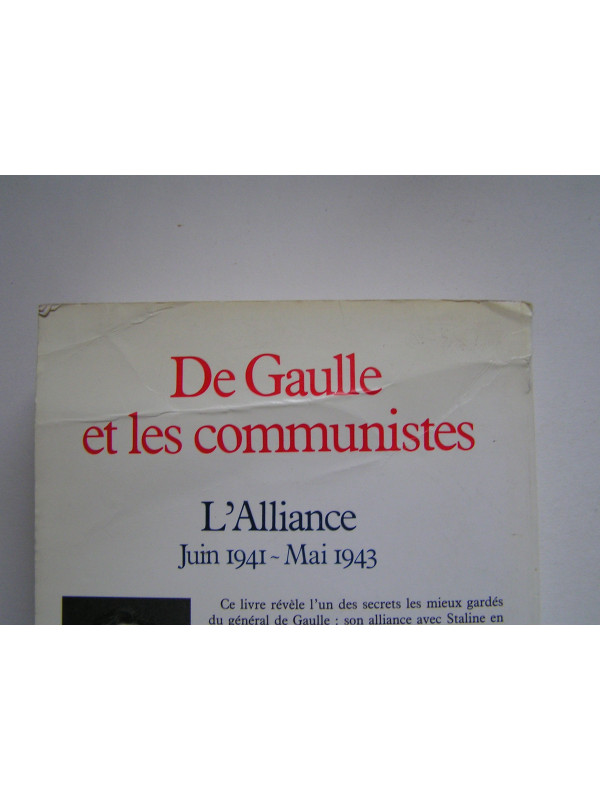 De Gaulle
et les communistes
L'Alliance
Juin 1941 ~ Mai 1943
Ce livre révèle l'un des secrets les mieux gardés
du général de Gaulle : son alliance avec Staline en